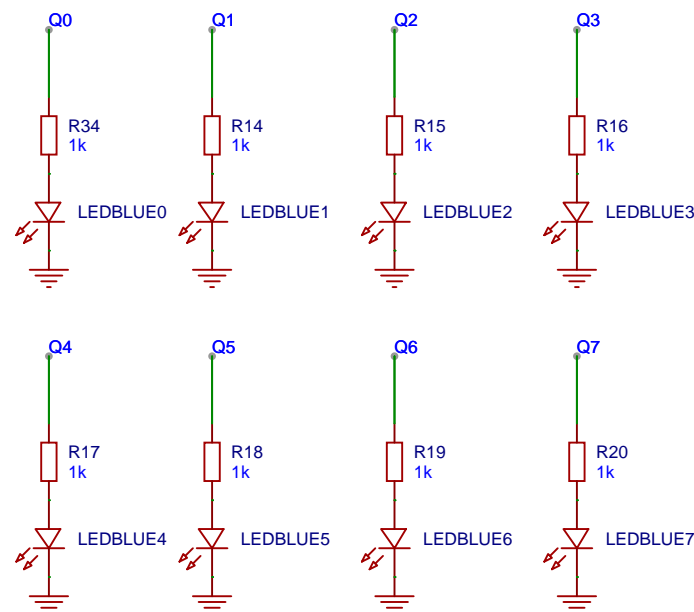 Q0
Q1
Q2
Q3
R34
1k
R14
1k
R15
1k
R16
1k
LEDBLUE0
LEDBLUE1
LEDBLUE2
LEDBLUE3
Q4
Q5
Q6
Q7
R17
1k
R18
1k
R19
1k
R20
1k
LEDBLUE4
LEDBLUE5
LEDBLUE6
LEDBLUE7